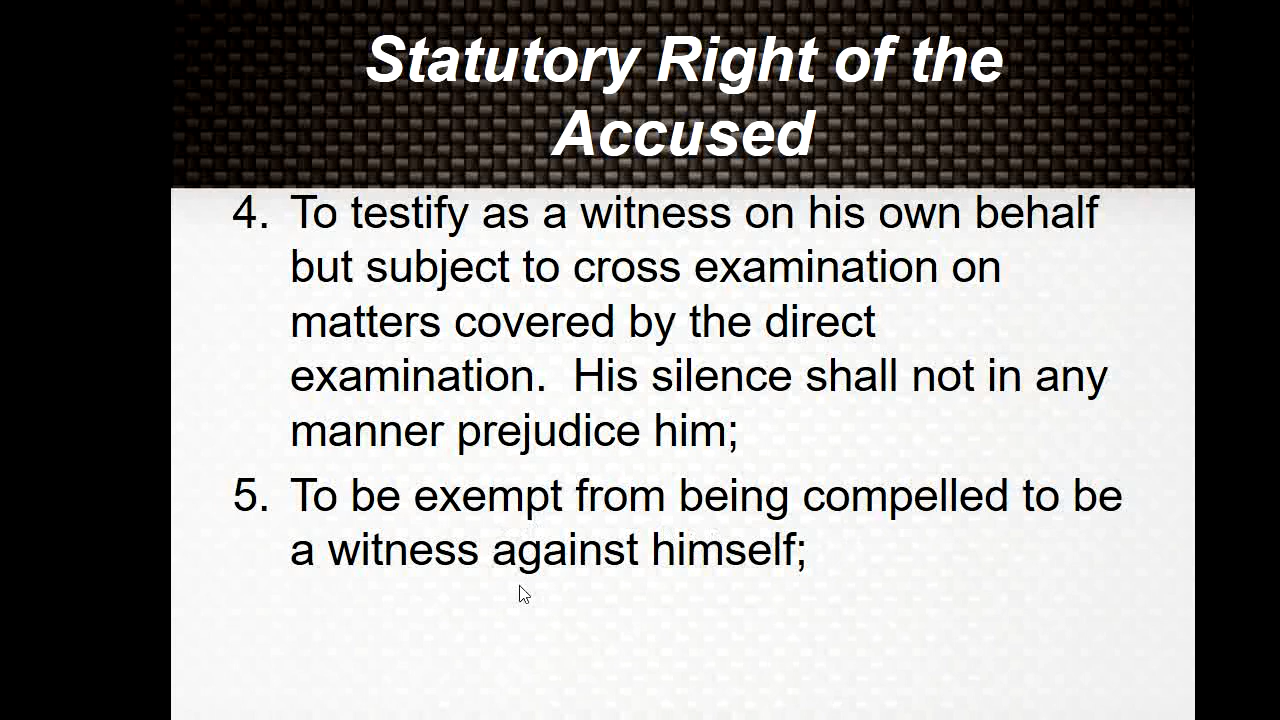 Statutory Right of the
Accused
4. To testify as a witness on his own behalf
but subject to cross examination on
matters covered by the direct
examination.  His silence shall not in any
manner prejudice him;
5. To be exempt from being compelled to be
a witness against himself;